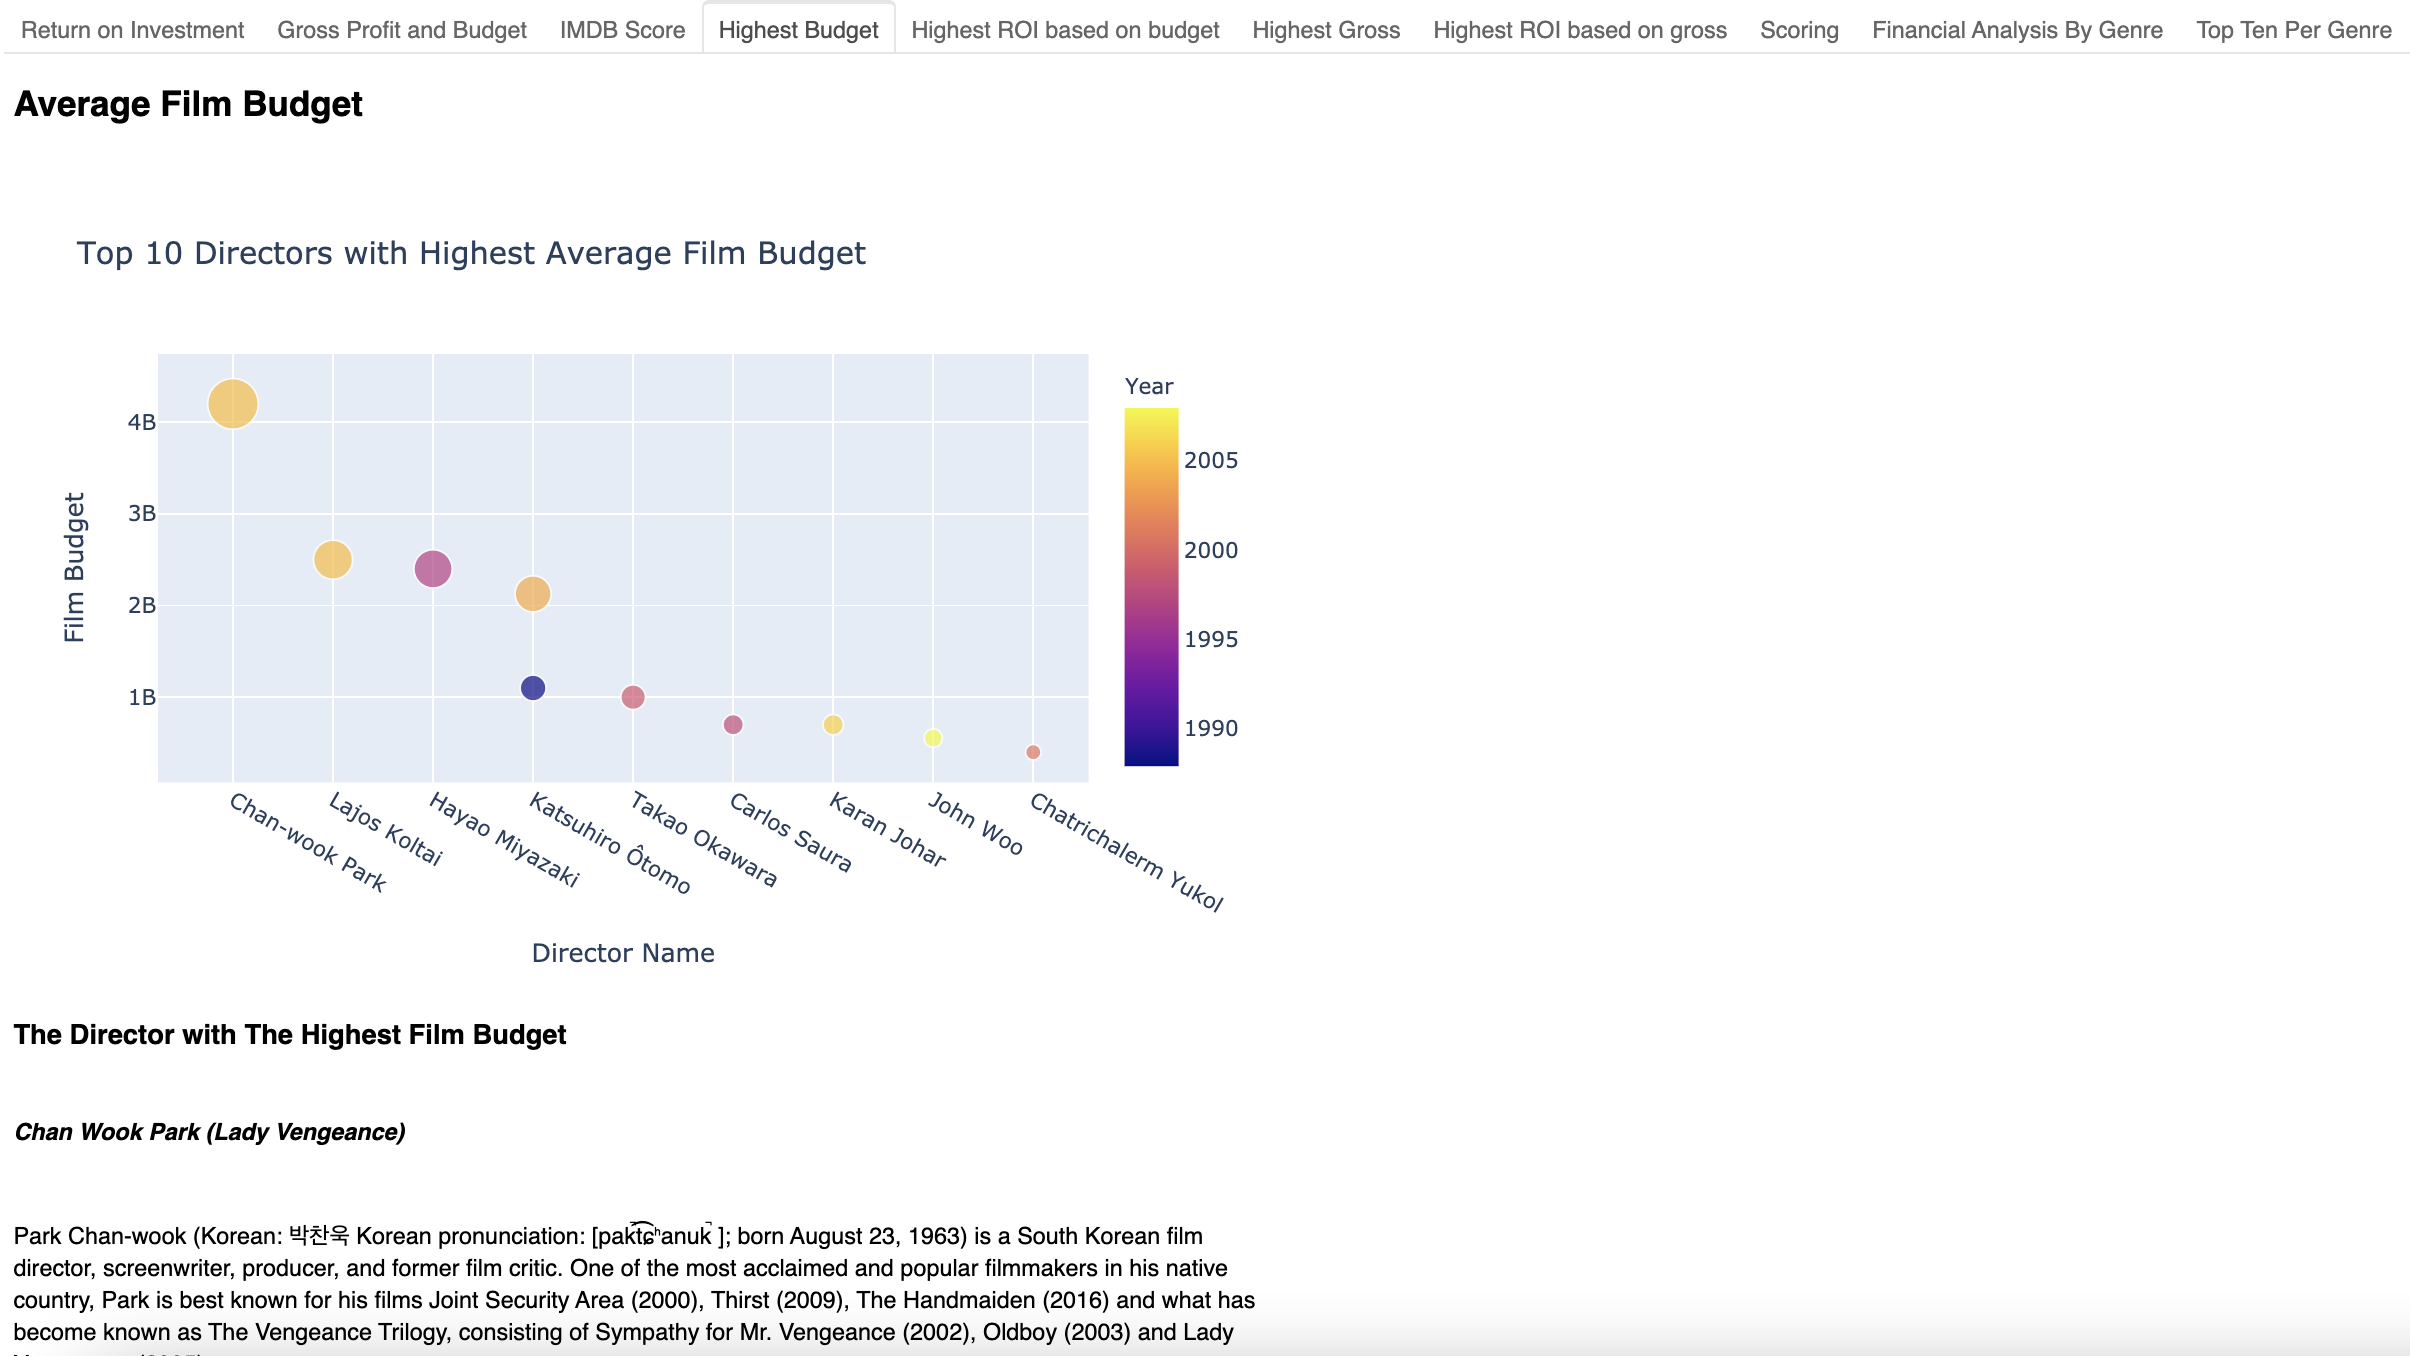 Return on Investment Gross Profit and Budget IMDB Score Highest Budget Highest ROI based on budget Highest Gross Highest ROI based on gross Scoring Financial Analysis By Genre Top Ten Per Genre
Average Film Budget
Top 10 Directors with Highest Average Film Budget
Film Budget
4B
3B
2B
1B
Chan-wook Park
Lajos Koltai
Hayao Miyazaki
Katsuhiro Ôtomo
Takao Okawara
Carlos Saura
Karan Johar
John Woo
Chatrichalerm Yukol
Director Name
Year
2005
2000
1995
1990
The Director with The Highest Film Budget
Chan Wook Park (Lady Vengeance)
Park Chan-wook (Korean: 박찬욱 Korean pronunciation: [pak̚t͡ɕʰanuk̚ ]; born August 23, 1963) is a South Korean film
director, screenwriter, producer, and former film critic. One of the most acclaimed and popular filmmakers in his native
country, Park is best known for his films Joint Security Area (2000), Thirst (2009), The Handmaiden (2016) and what has
become known as The Vengeance Trilogy, consisting of Sympathy for Mr. Vengeance (2002), Oldboy (2003) and Lady